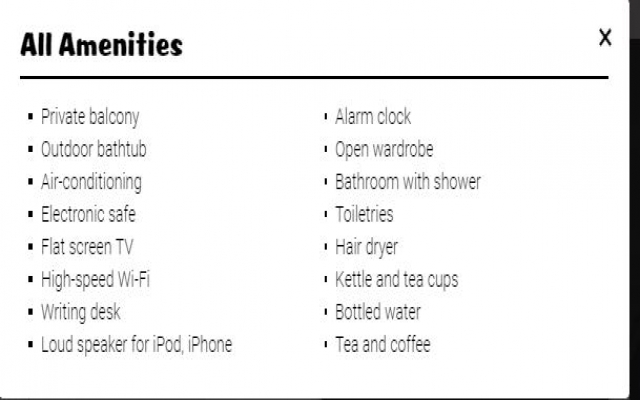 All Amenities
X
Private balcony
Outdoor bathtub
Air-conditioning
Electronic safe
Flat screen TV
High-speed Wi-Fi
Writing desk
Loud speaker for iPod, iPhone
Alarm clock
Open wardrobe
Bathroom with shower
Toiletries
Hair dryer
Kettle and tea cups
Bottled water
Tea and coffee